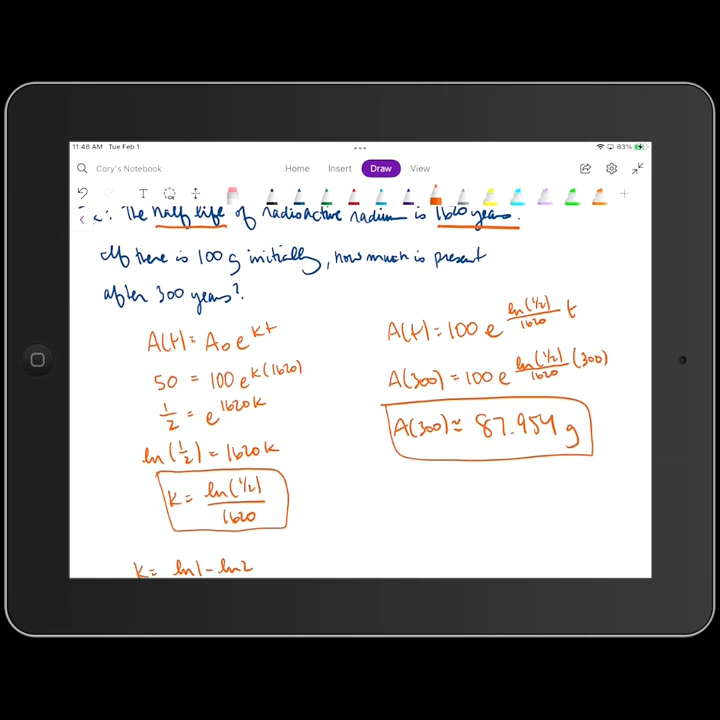 11:48 AM Tue Feb 1
83%
Cory's Notebook
Home Insert Draw View
T
Ex: The half life of radioactive radium is 1620 years.
If there is 100 g initially, how much is present
after 300 years?
A(t) = A₀e^(kt)
50 = 100e^(k(1620))
1/2 = e^(1620k)
ln(1/2) = 1620k
k = ln(1/2)/1620
k = ln1 - ln2
A(t) = 100e^(ln(1/2)/1620 t)
A(300) = 100e^(ln(1/2)/1620 (300))
A(300) ≈ 87.954 g